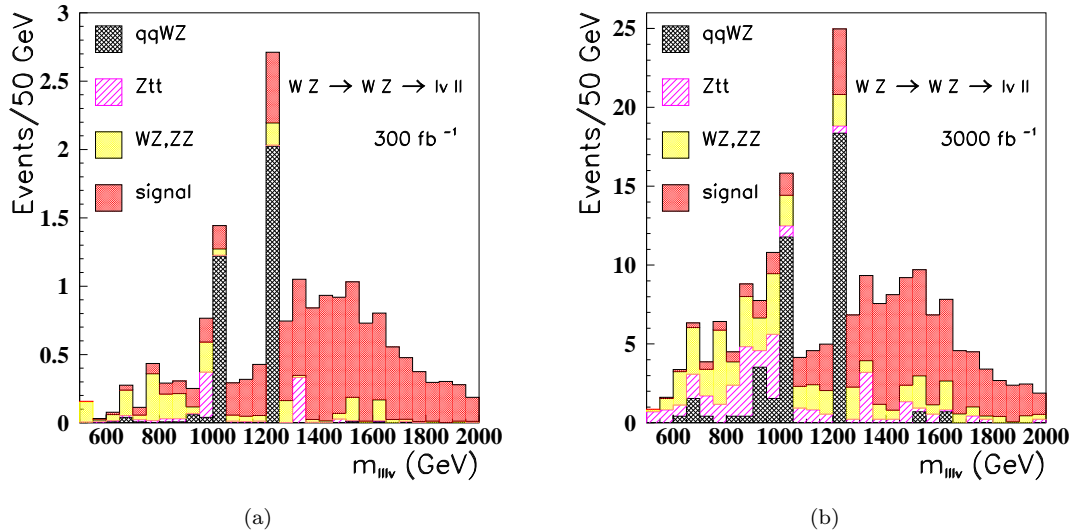 Events/50 GeV
3
2.5
2
1.5
1
0.5
0
qqWZ
Ztt
WZ,ZZ
signal
W Z → W Z → lν ll
300 fb -1
600 800 1000 1200 1400 1600 1800 2000
m lllν (GeV)
(a)
Events/50 GeV
25
20
15
10
5
0
qqWZ
Ztt
WZ,ZZ
signal
W Z → W Z → lν ll
3000 fb -1
600 800 1000 1200 1400 1600 1800 2000
m lllν (GeV)
(b)